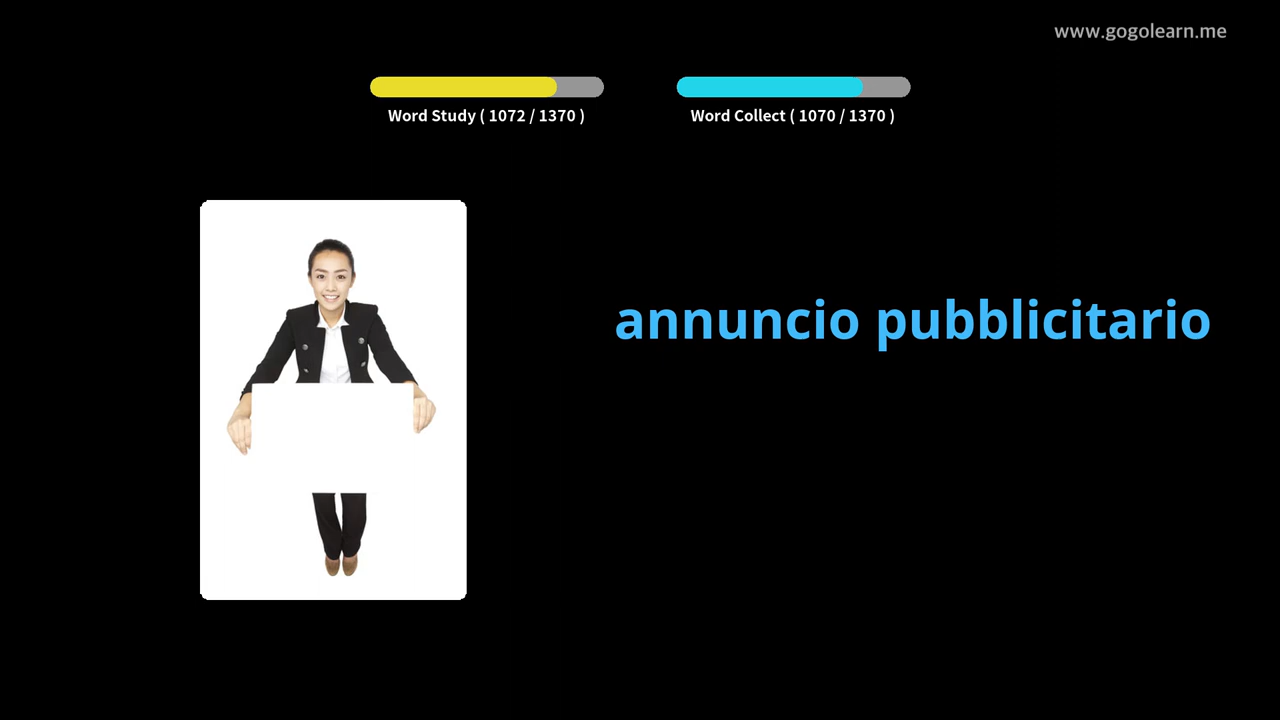 www.gogolearn.me
Word Study ( 1072 / 1370 )
Word Collect ( 1070 / 1370 )
annuncio pubblicitario